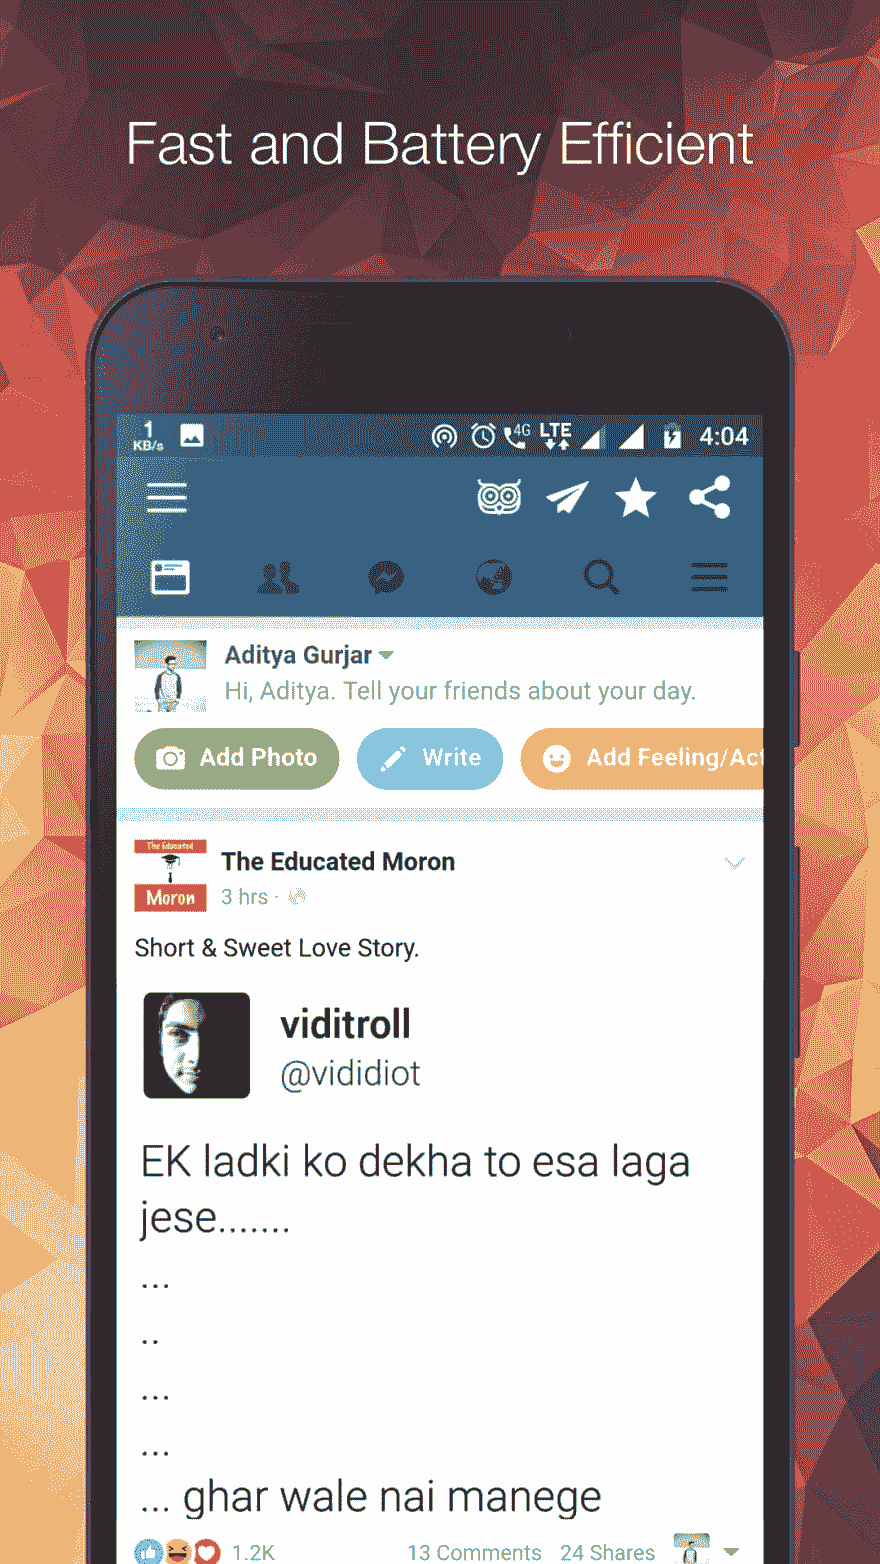 Fast and Battery Efficient
1
KB/s
4G
LTE
4:04
Aditya Gurjar
Hi, Aditya. Tell your friends about your day.
Add Photo
Write
Add Feeling/Act
The Educated
Moron
The Educated Moron
3 hrs ·
Short & Sweet Love Story.
viditroll
@vididiot
EK ladki ko dekha to esa laga
jese.......
...
..
...
...
... ghar wale nai manege
1.2K
13 Comments 24 Shares